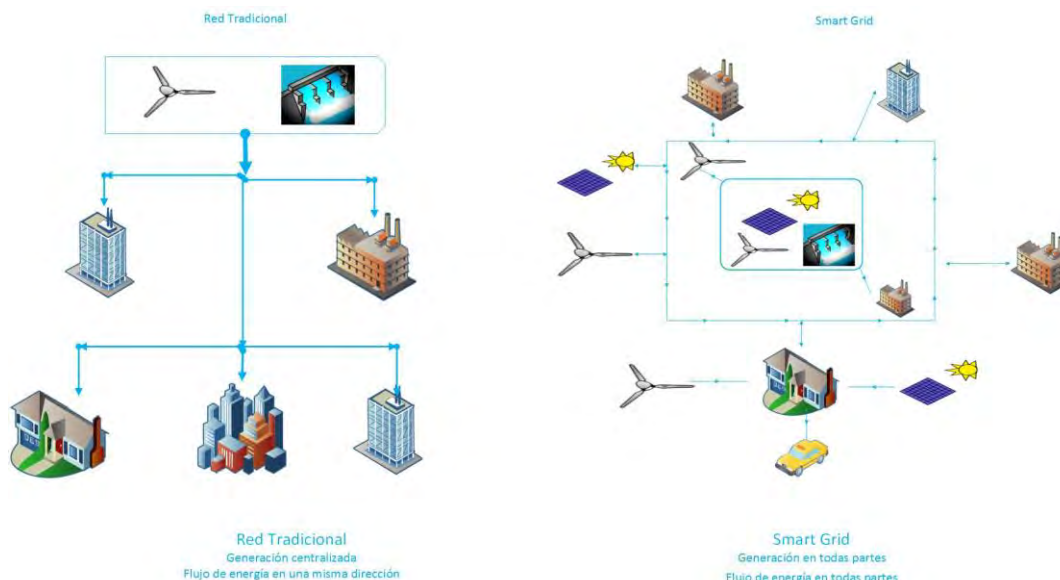 Red Tradicional
Smart Grid
Red Tradicional
Generación centralizada
Flujo de energía en una misma dirección
Smart Grid
Generación en todas partes
Flujo de energía en todas partes